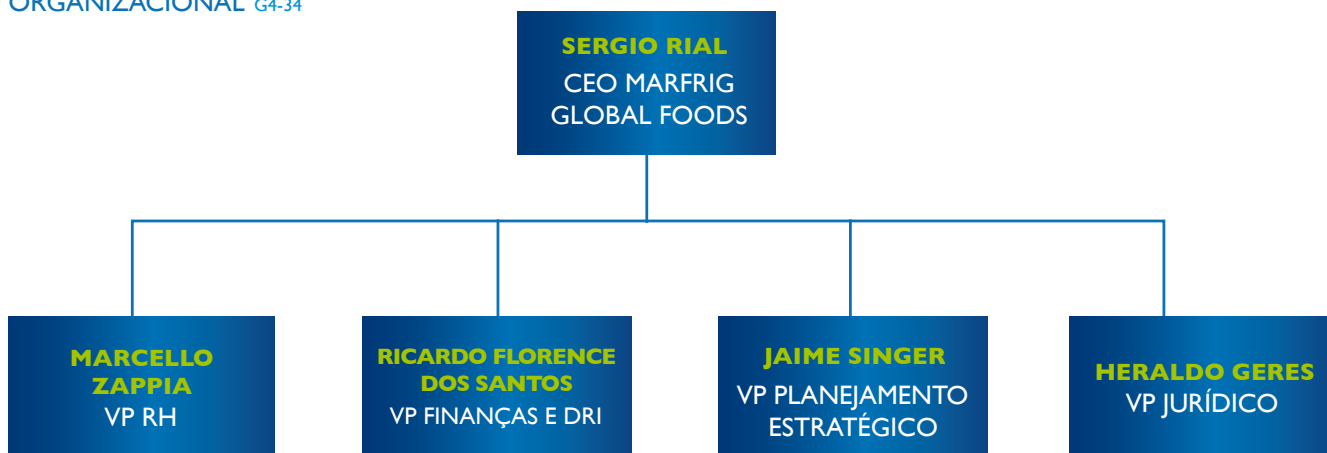 ORGANIZACIONAL G4-34
SERGIO RIAL
CEO MARFRIG
GLOBAL FOODS
MARCELLO
ZAPPIA
VP RH
RICARDO FLORENCE
DOS SANTOS
VP FINANÇAS E DRI
JAIME SINGER
VP PLANEJAMENTO
ESTRATÉGICO
HERALDO GERES
VP JURÍDICO